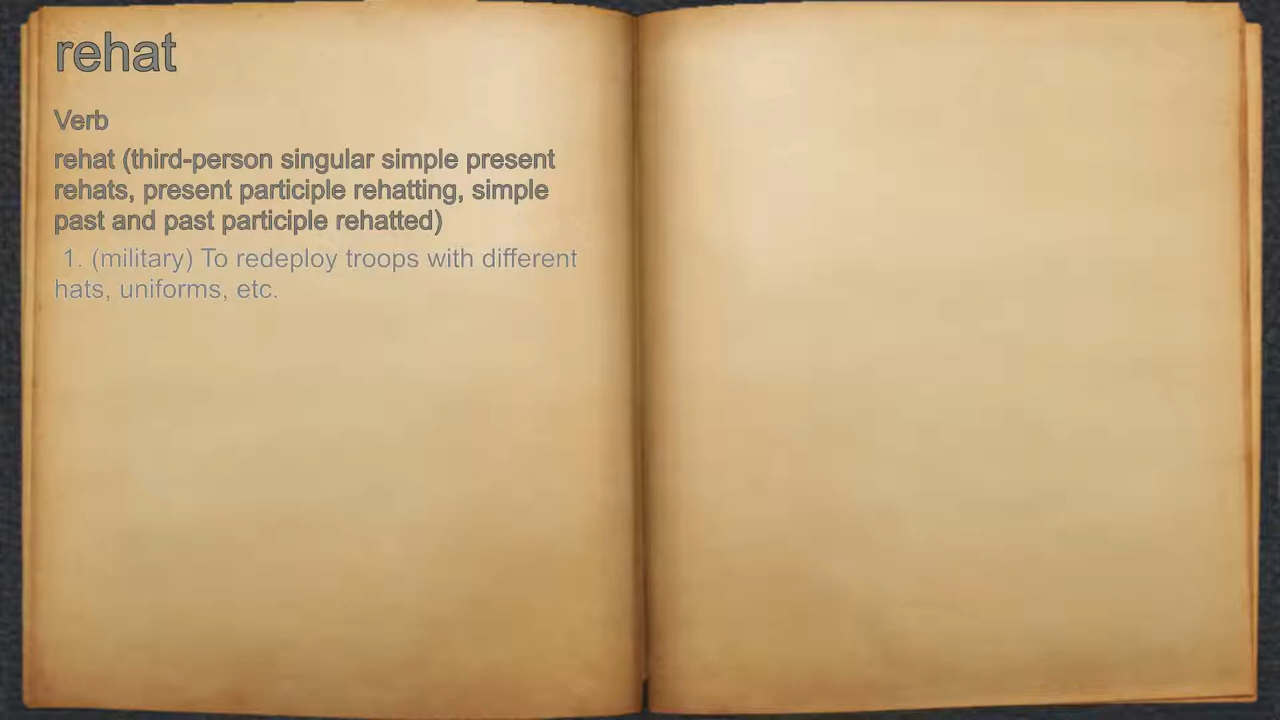 rehat
Verb
rehat (third-person singular simple present
rehats, present participle rehatting, simple
past and past participle rehatted)
1. (military) To redeploy troops with different
hats, uniforms, etc.